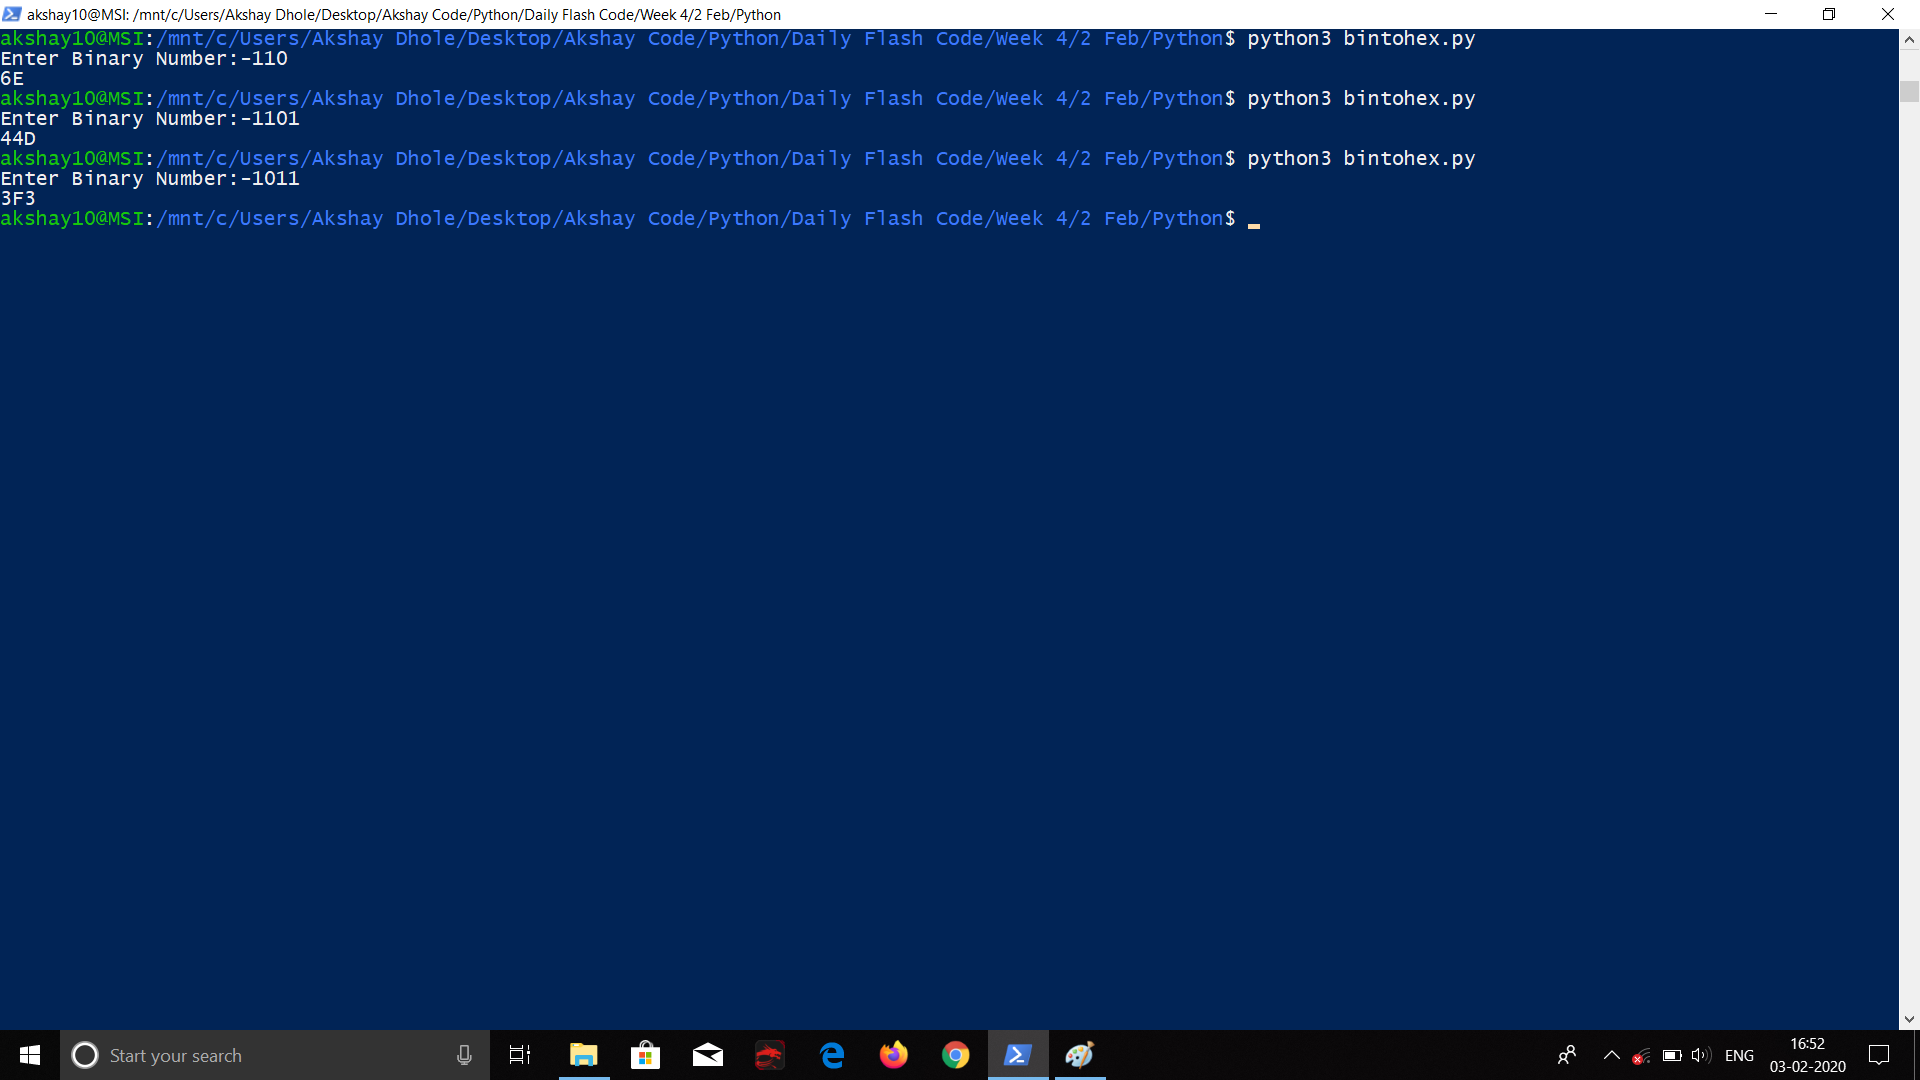 akshay10@MSI: /mnt/c/Users/Akshay Dhole/Desktop/Akshay Code/Python/Daily Flash Code/Week 4/2 Feb/Python
akshay10@MSI:/mnt/c/Users/Akshay Dhole/Desktop/Akshay Code/Python/Daily Flash Code/Week 4/2 Feb/Python$ python3 bintohex.py
Enter Binary Number:-110
6E
akshay10@MSI:/mnt/c/Users/Akshay Dhole/Desktop/Akshay Code/Python/Daily Flash Code/Week 4/2 Feb/Python$ python3 bintohex.py
Enter Binary Number:-1101
44D
akshay10@MSI:/mnt/c/Users/Akshay Dhole/Desktop/Akshay Code/Python/Daily Flash Code/Week 4/2 Feb/Python$ python3 bintohex.py
Enter Binary Number:-1011
3F3
akshay10@MSI:/mnt/c/Users/Akshay Dhole/Desktop/Akshay Code/Python/Daily Flash Code/Week 4/2 Feb/Python$
Start your search
ENG
16:52
03-02-2020